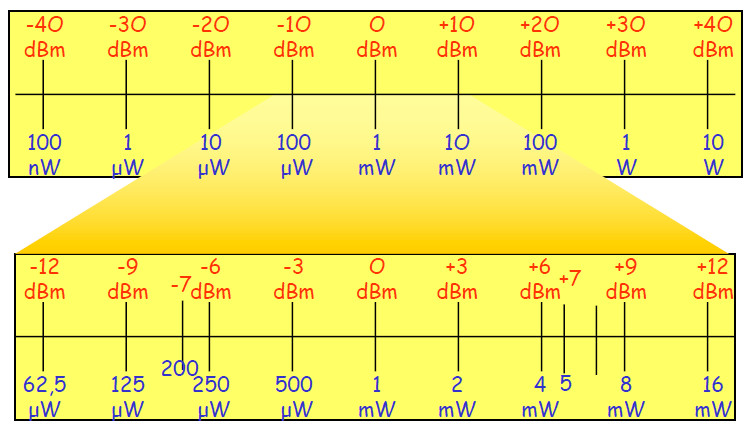 -40 -30 -20 -10 0 +10 +20 +30 +40
dBm dBm dBm dBm dBm dBm dBm dBm dBm
100 1 10 100 1 10 100 1 10
nW µW µW µW mW mW mW W W
-12 -9 -6 -3 0 +3 +6 +9 +12
-7 +7
dBm dBm dBm dBm dBm dBm dBm dBm dBm
200
62,5 125 250 500 1 2 4 5 8 16
µW µW µW µW mW mW mW mW mW